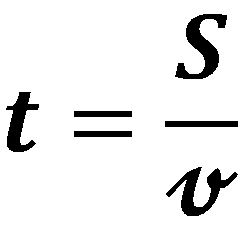 t = S/v